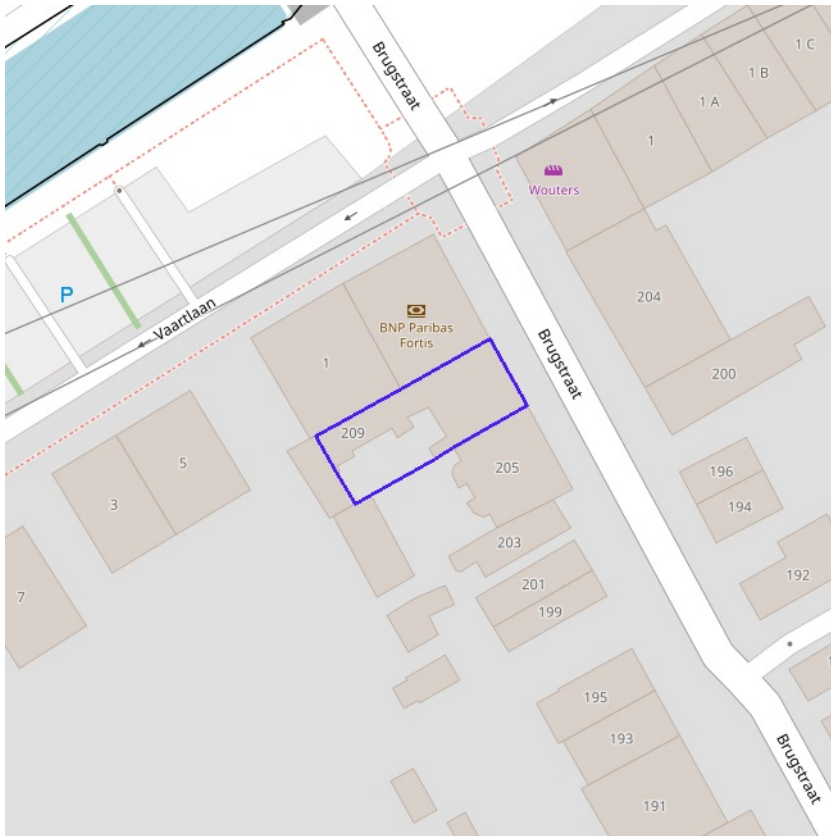 Brugstraat
1 C
1 B
1 A
1
Wouters
P
Vaartlaan
BNP Paribas
Fortis
204
Brugstraat
1
200
209
5
205
196
3
194
203
192
201
7
199
195
193
Brugstraat
191